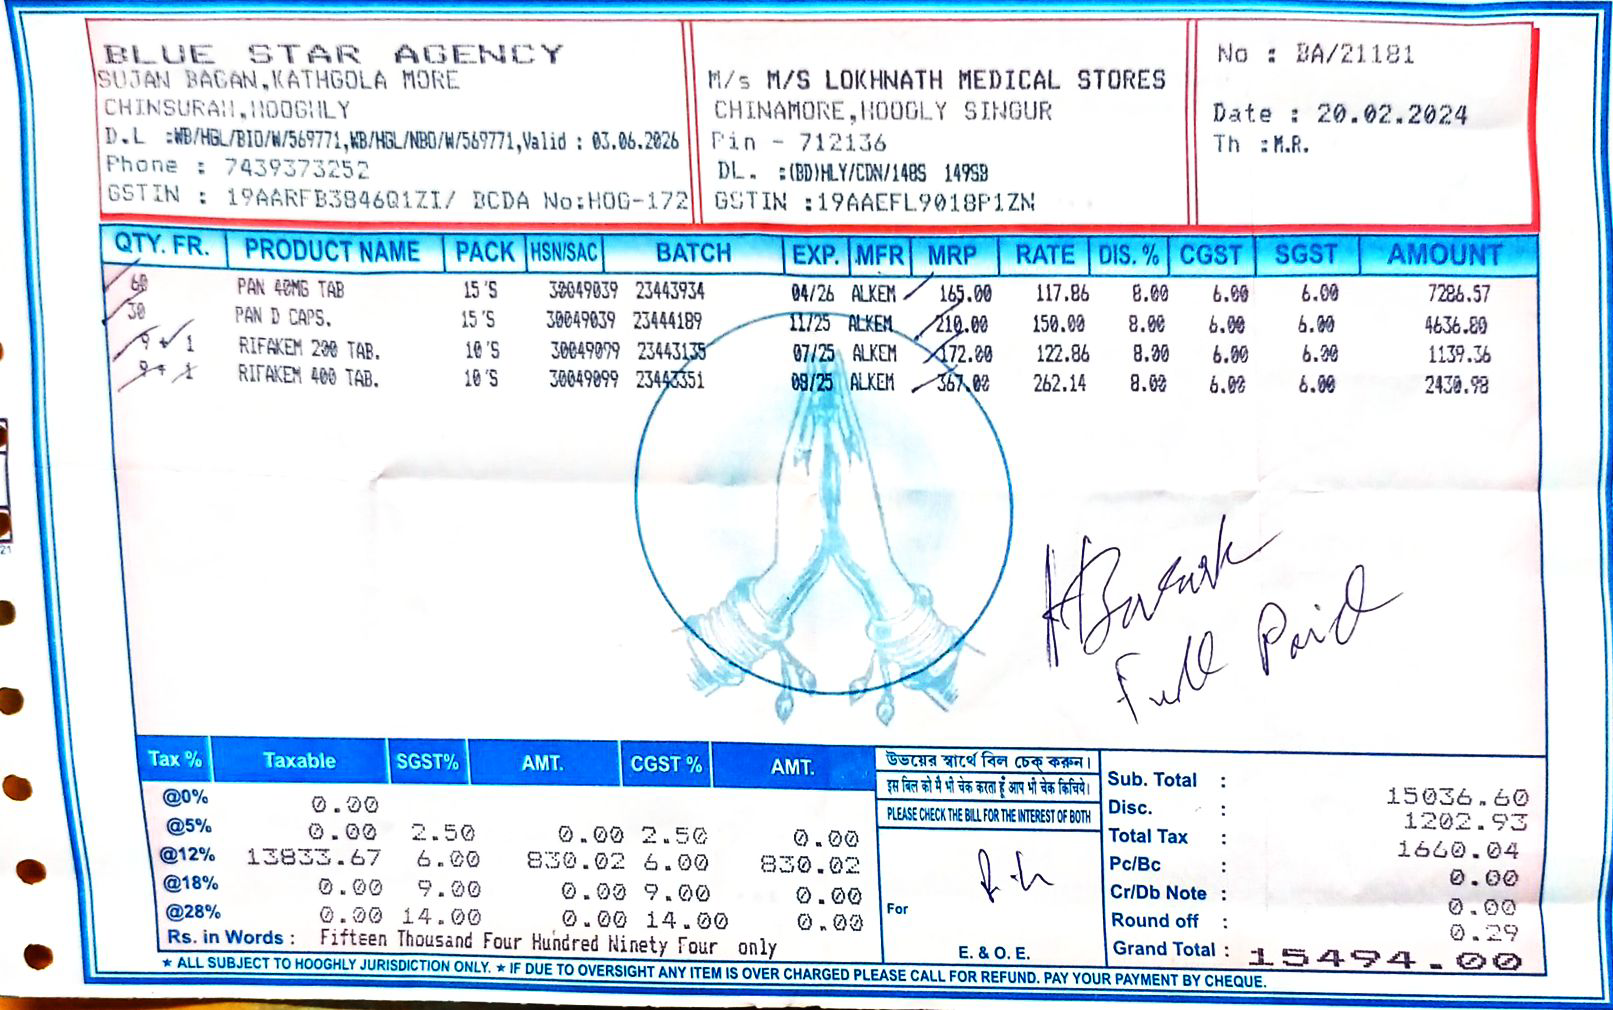 BLUE STAR AGENCY
SUJAN BAGAN,KATHGOLA MORE
CHINSURAH,HOOGHLY
D.L :WB/HGL/BIO/W/569771,WB/HGL/NBO/W/569771,Valid : 03.06.2026
Phone : 7439373252
GSTIN : 19AARFB3846Q1ZI/ BCDA No:HOG-172
M/s M/S LOKHNATH MEDICAL STORES
CHINAMORE,HOOGLY SINGUR
Pin - 712136
DL. :(BD)HLY/CDN/148S 149SB
GSTIN :19AAEFL9018P1ZN
No : BA/21181
Date : 20.02.2024
Th :M.R.
QTY. FR. PRODUCT NAME PACK HSN/SAC BATCH EXP. MFR MRP RATE DIS. % CGST SGST AMOUNT
60 PAN 40MG TAB 15'S 30049039 23443934 04/26 ALKEM 165.00 117.86 8.00 6.00 6.00 7286.57
30 PAN D CAPS. 15'S 30049039 23444189 11/25 ALKEM 210.00 150.00 8.00 6.00 6.00 4636.80
9 + 1 RIFAKEM 200 TAB. 10'S 30049099 23443135 07/25 ALKEM 172.00 122.86 8.00 6.00 6.00 1139.36
9 + 1 RIFAKEM 400 TAB. 10'S 30049099 23443351 08/25 ALKEM 367.00 262.14 8.00 6.00 6.00 2430.98
Full Paid
Tax % Taxable SGST% AMT. CGST % AMT.
@0% 0.00
@5% 0.00 2.50 0.00 2.50 0.00
@12% 13833.67 6.00 830.02 6.00 830.02
@18% 0.00 9.00 0.00 9.00 0.00
@28% 0.00 14.00 0.00 14.00 0.00
Rs. in Words : Fifteen Thousand Four Hundred Ninety Four only
উভয়ের স্বার্থে বিল চেক্ করুন।
इस बिल को मैं भी चेक करता हूँ आप भी चेक किजिये।
PLEASE CHECK THE BILL FOR THE INTEREST OF BOTH
For
E. & O. E.
Sub. Total : 15036.60
Disc. : 1202.93
Total Tax : 1660.04
Pc/Bc : 0.00
Cr/Db Note : 0.00
Round off : 0.29
Grand Total : 15494.00
★ ALL SUBJECT TO HOOGHLY JURISDICTION ONLY. ★ IF DUE TO OVERSIGHT ANY ITEM IS OVER CHARGED PLEASE CALL FOR REFUND. PAY YOUR PAYMENT BY CHEQUE.